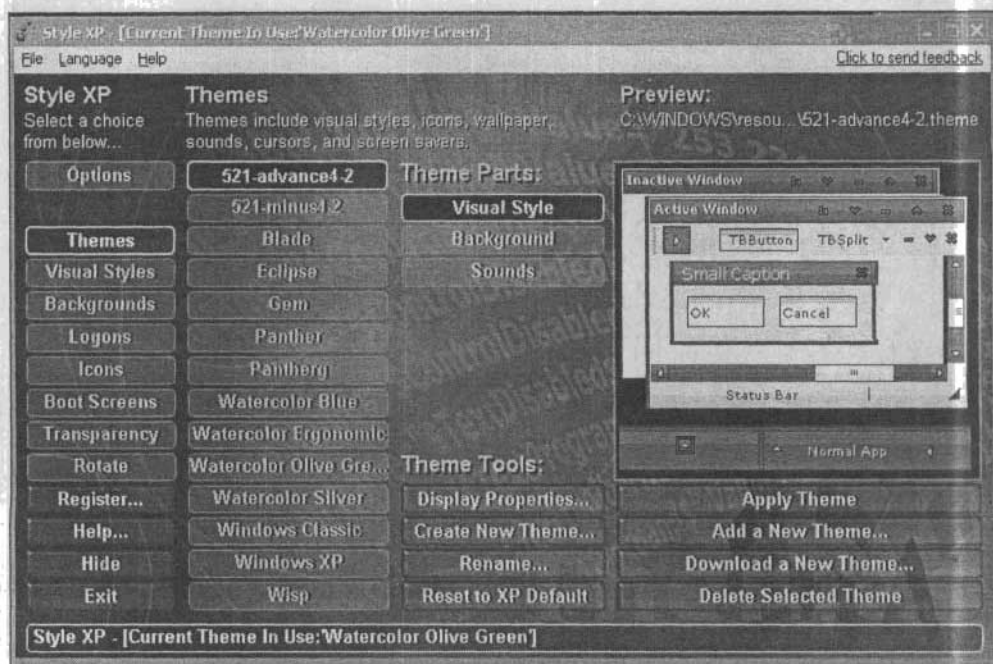 Style XP - [Current Theme In Use:'Watercolor Olive Green']
File Language Help
Click to send feedback
Style XP
Select a choice
from below...
Options
Themes
Visual Styles
Backgrounds
Logons
Icons
Boot Screens
Transparency
Rotate
Register...
Help...
Hide
Exit
Themes
Themes include visual styles, icons, wallpaper,
sounds, cursors, and screen savers.
521-advance4-2
521-minus4-2
Blade
Eclipse
Gem
Panther
Pantherg
Watercolor Blue
Watercolor Ergonomic
Watercolor Olive Gre...
Watercolor Silver
Windows Classic
Windows XP
Wisp
Theme Parts:
Visual Style
Background
Sounds
Theme Tools:
Display Properties...
Create New Theme...
Rename...
Reset to XP Default
Preview:
C:\WINDOWS\resou...\521-advance4-2.theme
Inactive Window
Active Window
TBButton TBSplit
Small Caption
OK Cancel
Status Bar
Normal App
Apply Theme
Add a New Theme...
Download a New Theme...
Delete Selected Theme
Style XP - [Current Theme In Use:'Watercolor Olive Green']